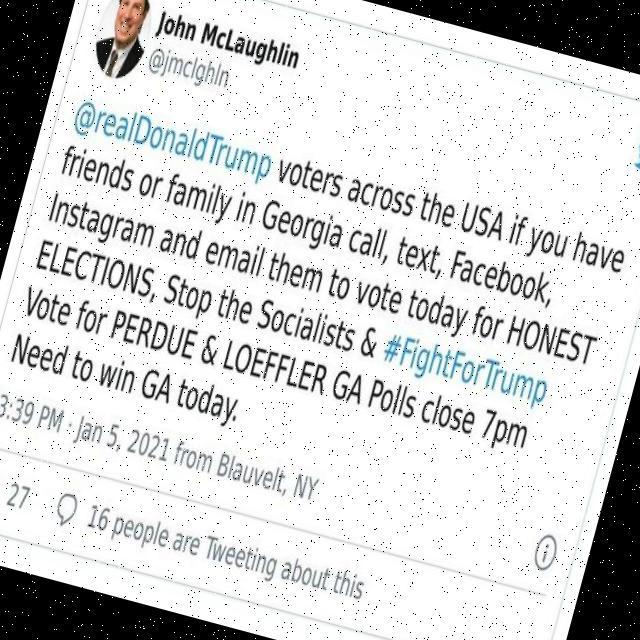 John McLaughlin
@jmclghln
@realDonaldTrump voters across the USA if you have
friends or family in Georgia call, text, Facebook,
Instagram and email them to vote today for HONEST
ELECTIONS, Stop the Socialists & #FightForTrump
Vote for PERDUE & LOEFFLER GA Polls close 7pm
Need to win GA today.
3:39 PM · Jan 5, 2021 from Blauvelt, NY
27 16 people are Tweeting about this